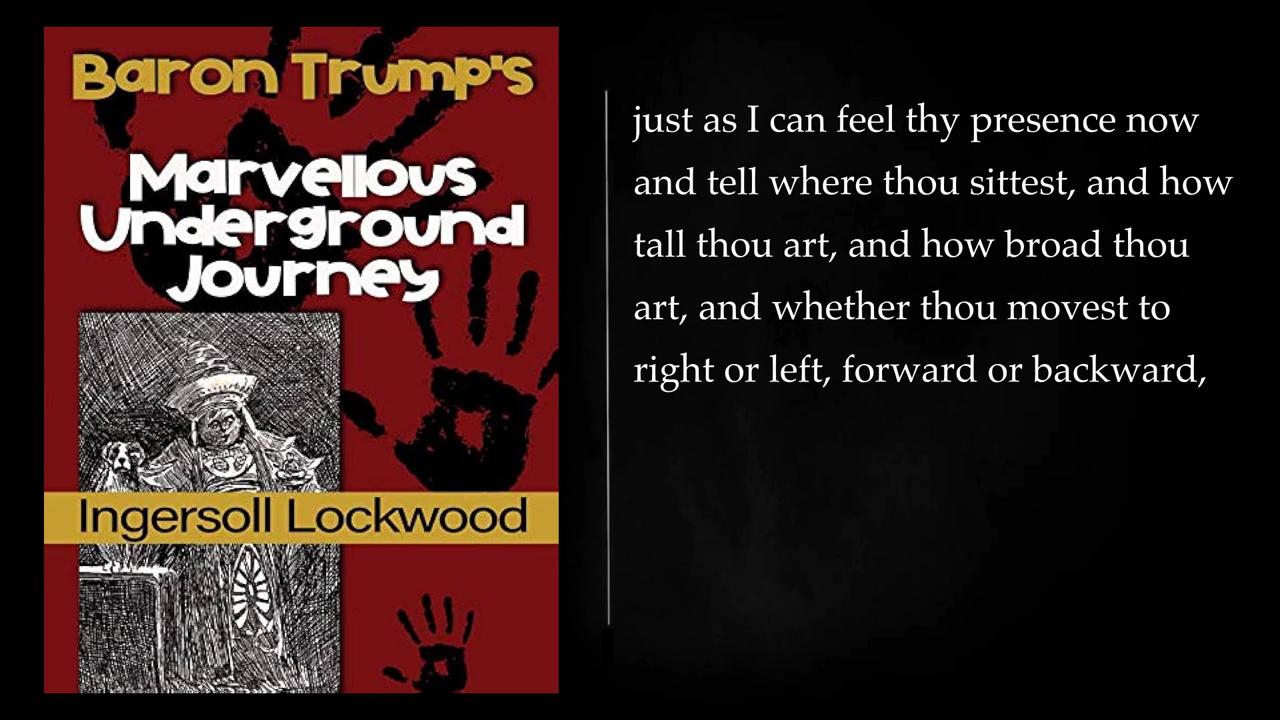 Baron Trump's
Marvellous
Underground
Journey
Ingersoll Lockwood
just as I can feel thy presence now
and tell where thou sittest, and how
tall thou art, and how broad thou
art, and whether thou movest to
right or left, forward or backward,